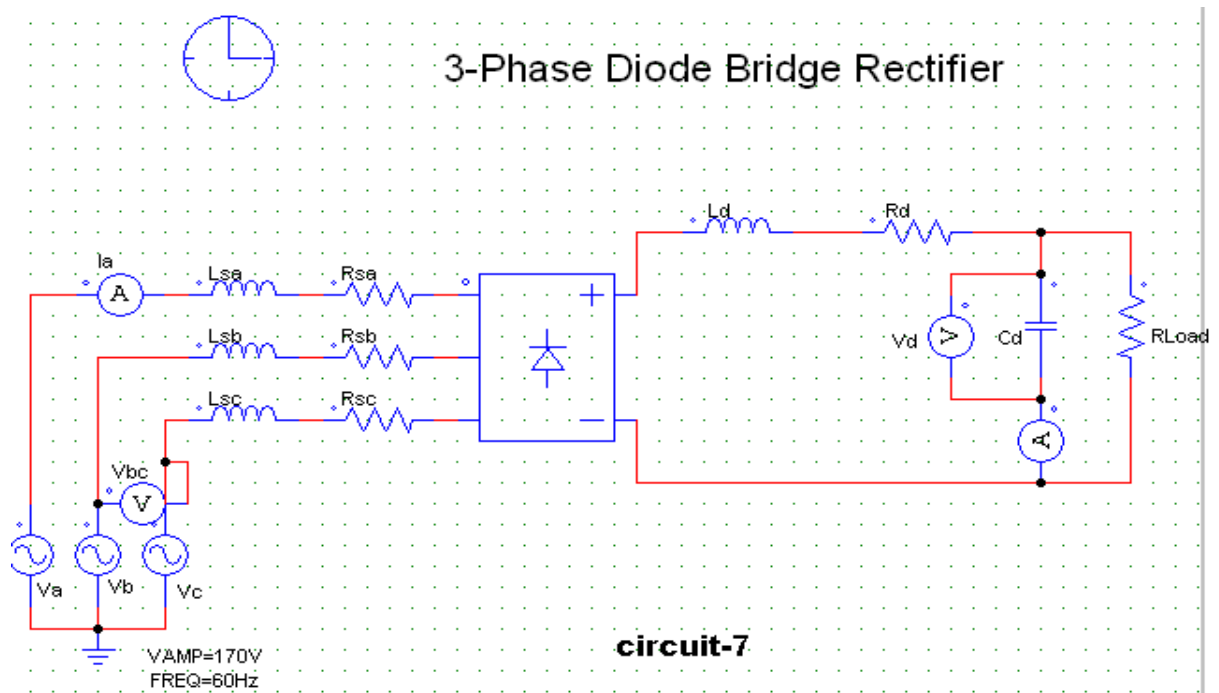 3-Phase Diode Bridge Rectifier
Ld
Rd
Ia
A
Lsa
Rsa
Lsb
Rsb
Lsc
Rsc
Vd
V
Cd
RLoad
A
Vbc
V
Va
Vb
Vc
circuit-7
VAMP=170V
FREQ=60Hz